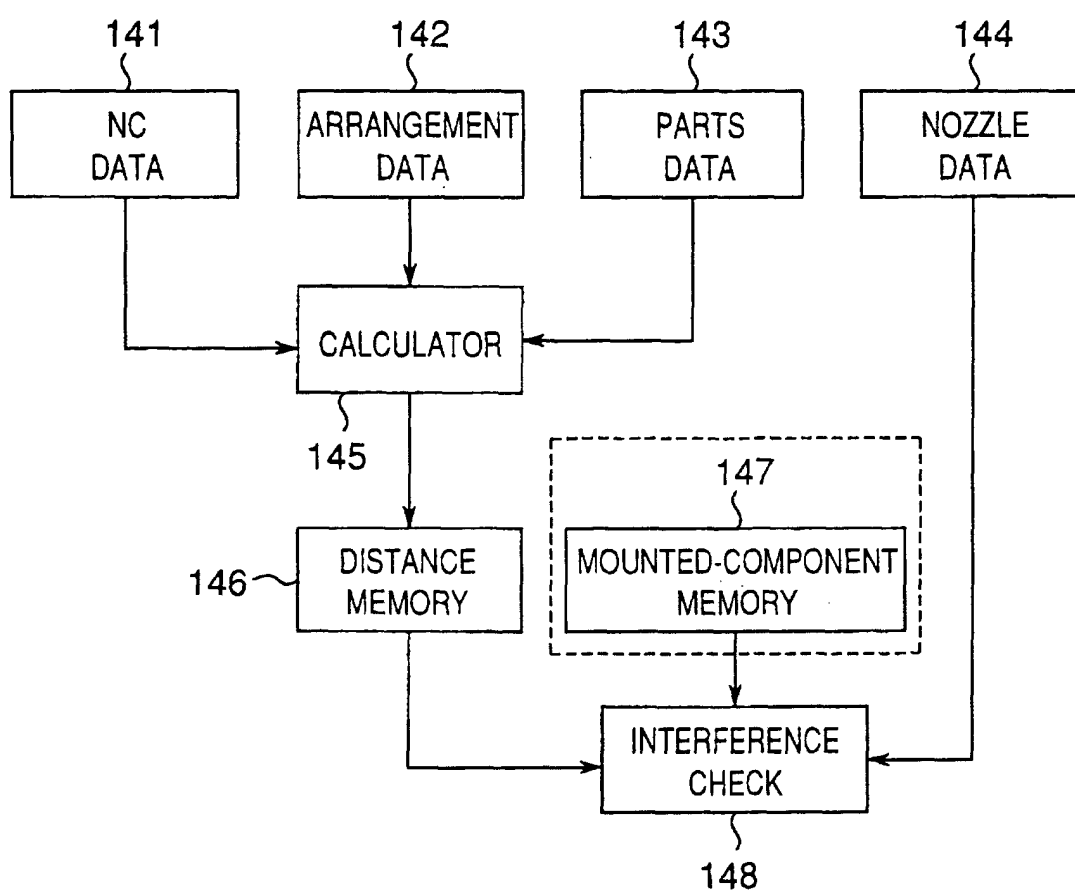 141
142
143
144
NC
DATA
ARRANGEMENT
DATA
PARTS
DATA
NOZZLE
DATA
CALCULATOR
145
147
146
DISTANCE
MEMORY
MOUNTED-COMPONENT
MEMORY
INTERFERENCE
CHECK
148